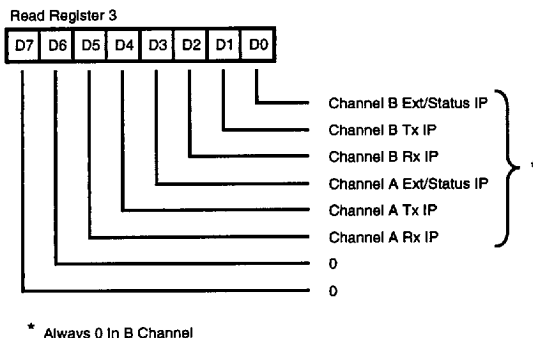 Read Register 3
D7 D6 D5 D4 D3 D2 D1 D0
Channel B Ext/Status IP
Channel B Tx IP
Channel B Rx IP
Channel A Ext/Status IP
*
Channel A Tx IP
Channel A Rx IP
0
0
* Always 0 In B Channel